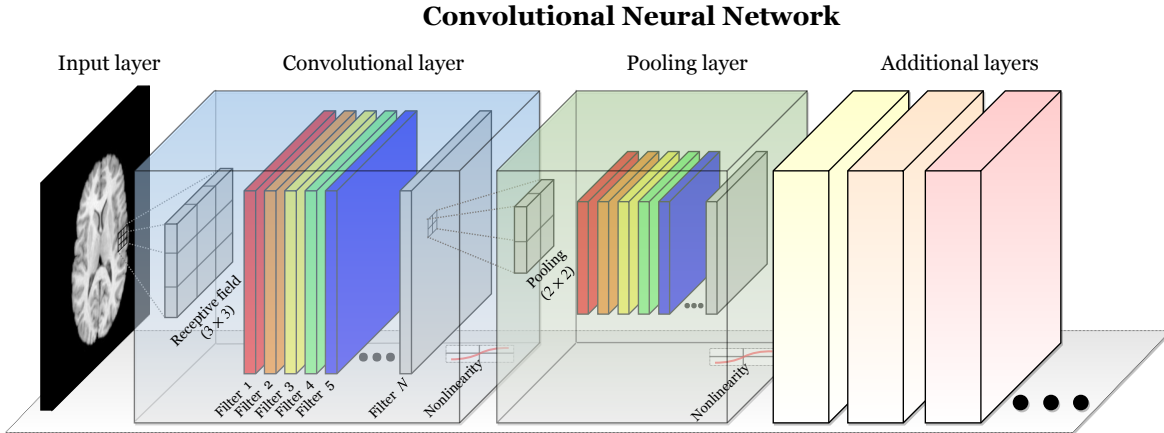 Convolutional Neural Network
Input layer
Convolutional layer
Pooling layer
Additional layers
Receptive field
(3 × 3)
Filter 1
Filter 2
Filter 3
Filter 4
Filter 5
Filter N
Nonlinearity
Pooling
(2 × 2)
Nonlinearity